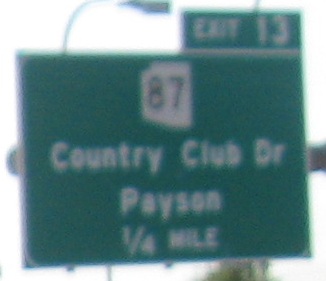 EXIT 13
87
Country Club Dr
Payson
1/4 MILE